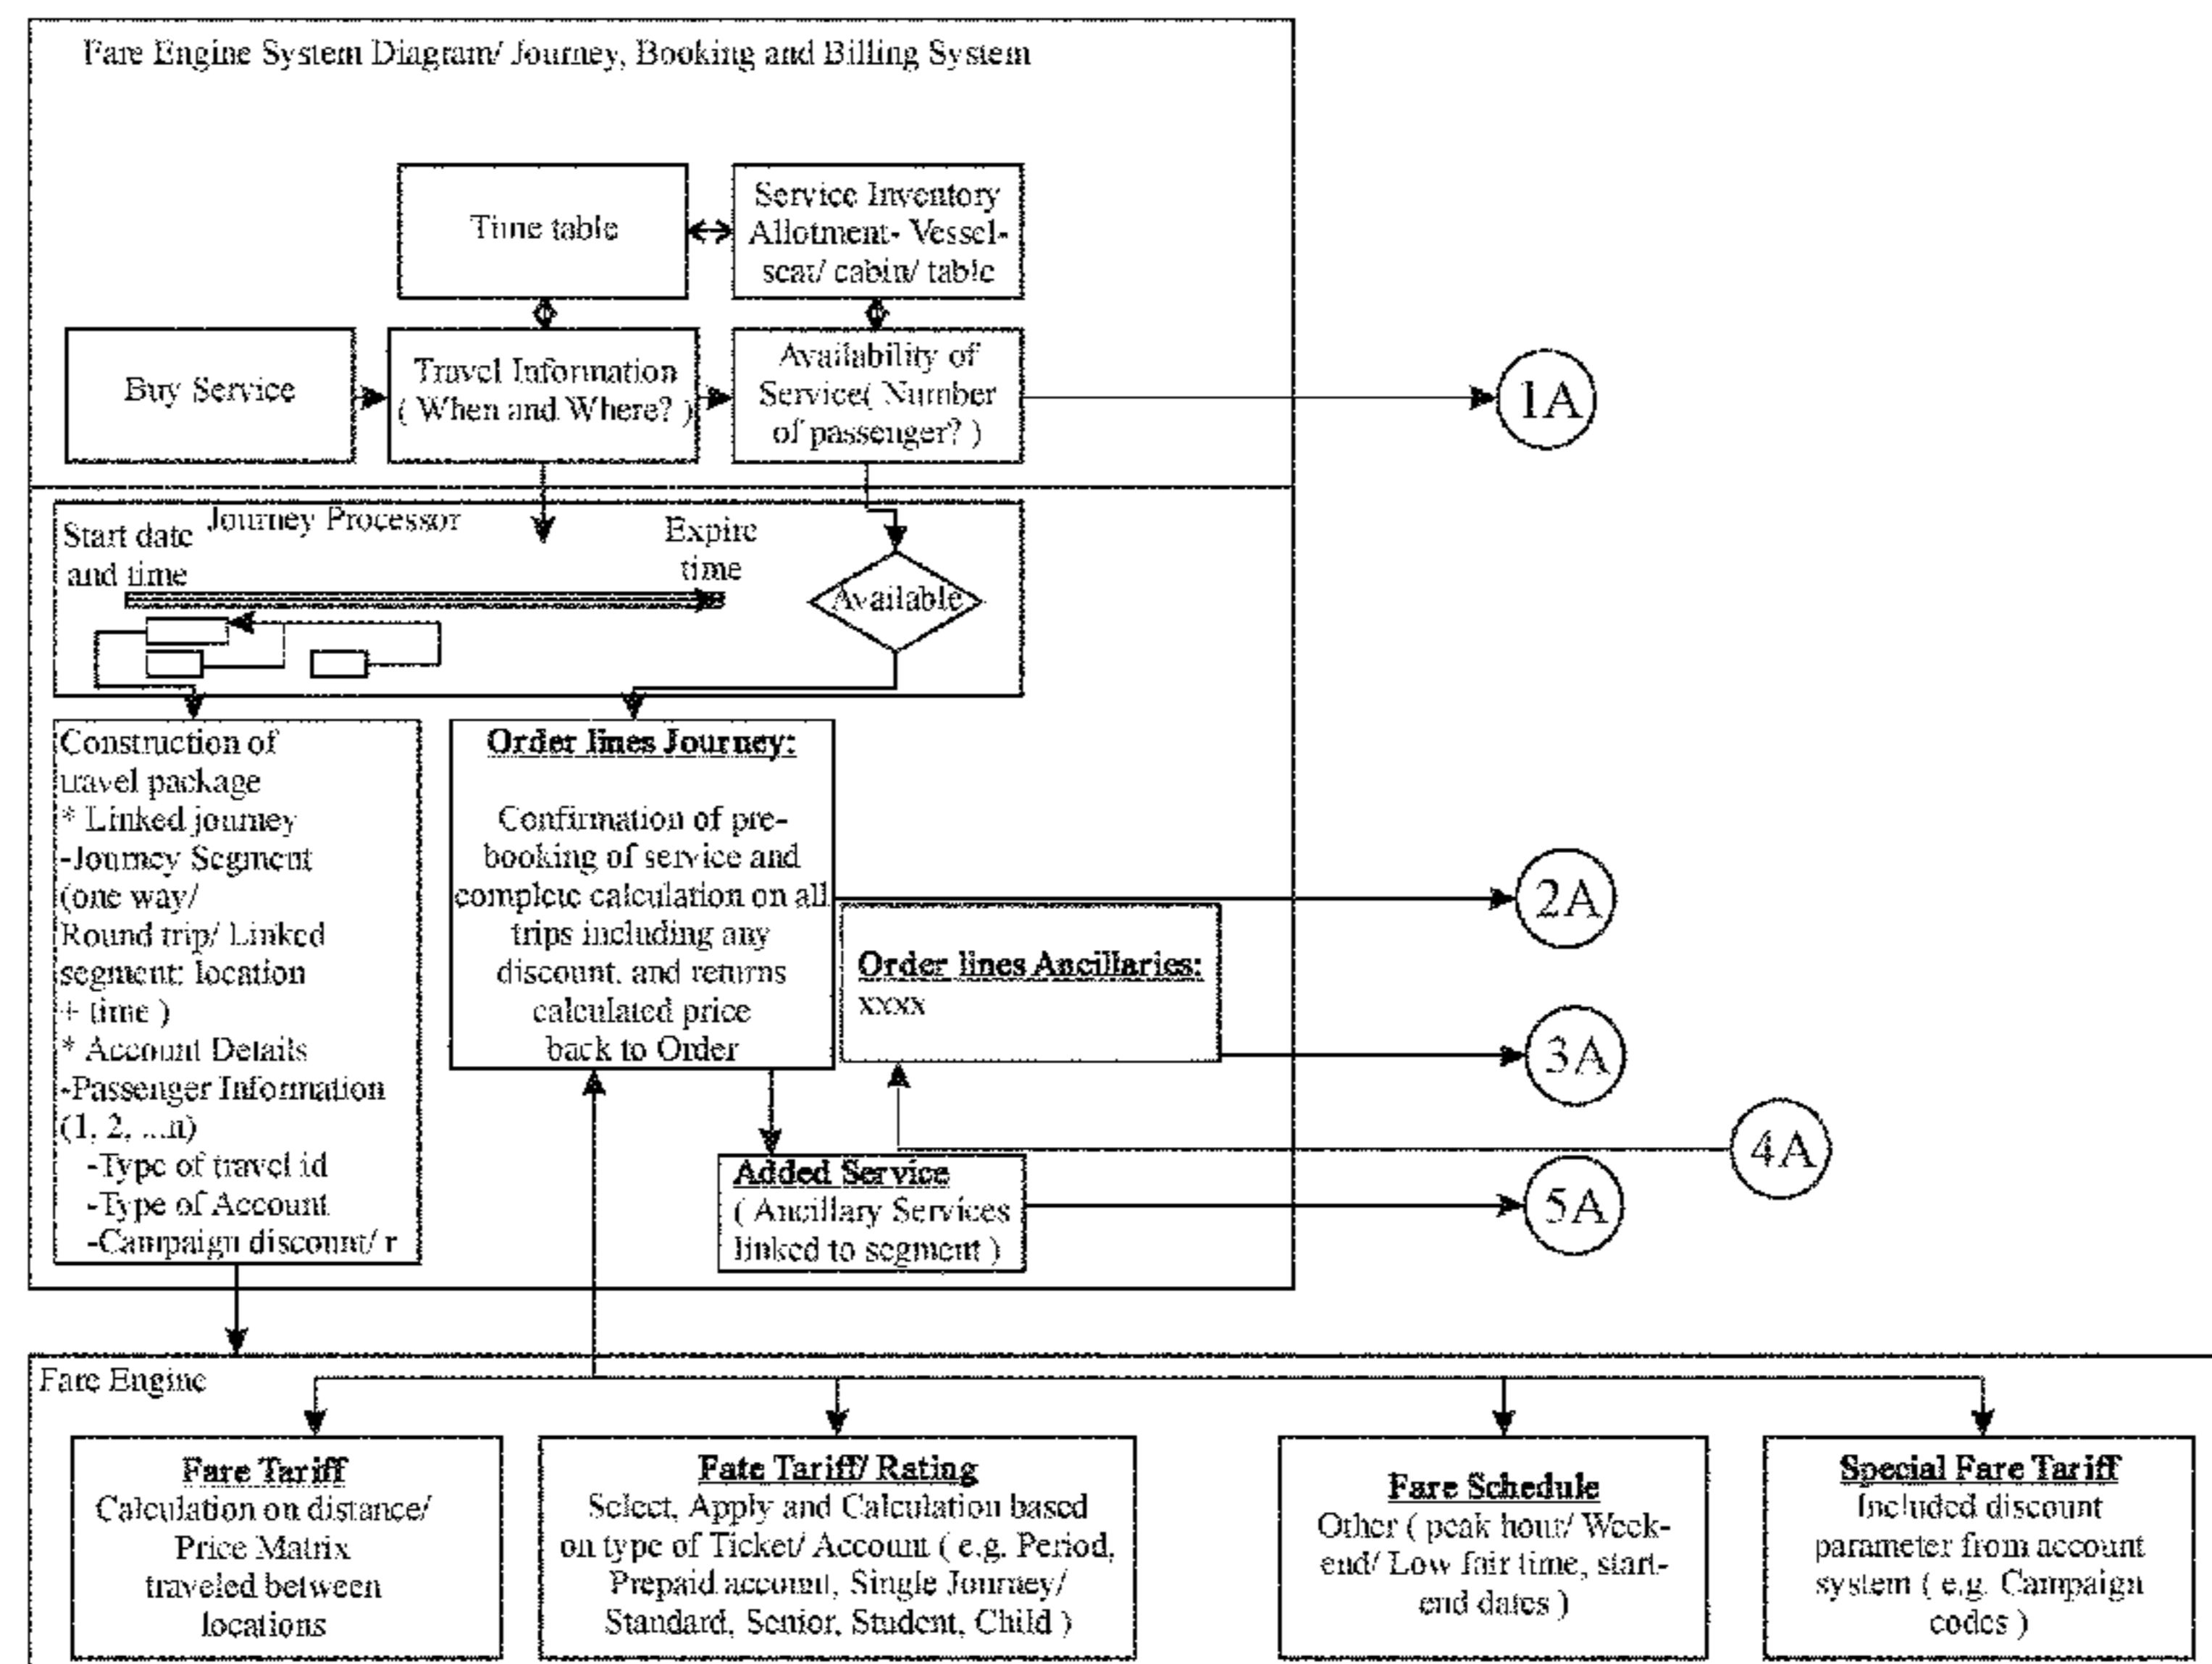 Fare Engine System Diagram/ Journey, Booking and Billing System
Time table
Service Inventory
Allotment- Vessel-
seat/ cabin/ table
Buy Service
Travel Information
( When and Where? )
Availability of
Service( Number
of passenger? )
1A
Journey Processor
Start date
and time
Expire
time
Available
Construction of
travel package
* Linked journey
-Journey Segment
(one way/
Round trip/ Linked
segment: location
+ time )
* Account Details
-Passenger Information
(1, 2, ...n)
-Type of travel id
-Type of Account
-Campaign discount/ r
Order lines Journey:
Confirmation of pre-
booking of service and
complete calculation on all
trips including any
discount, and returns
calculated price
back to Order
2A
Order lines Ancillaries:
xxxx
3A
4A
Added Service
( Ancillary Services
linked to segment )
5A
Fare Engine
Fare Tariff
Calculation on distance/
Price Matrix
traveled between
locations
Fate Tariff/ Rating
Select, Apply and Calculation based
on type of Ticket/ Account ( e.g. Period,
Prepaid account, Single Journey/
Standard, Senior, Student, Child )
Fare Schedule
Other ( peak hour/ Week-
end/ Low fair time, start-
end dates )
Special Fare Tariff
Included discount
parameter from account
system ( e.g. Campaign
codes )